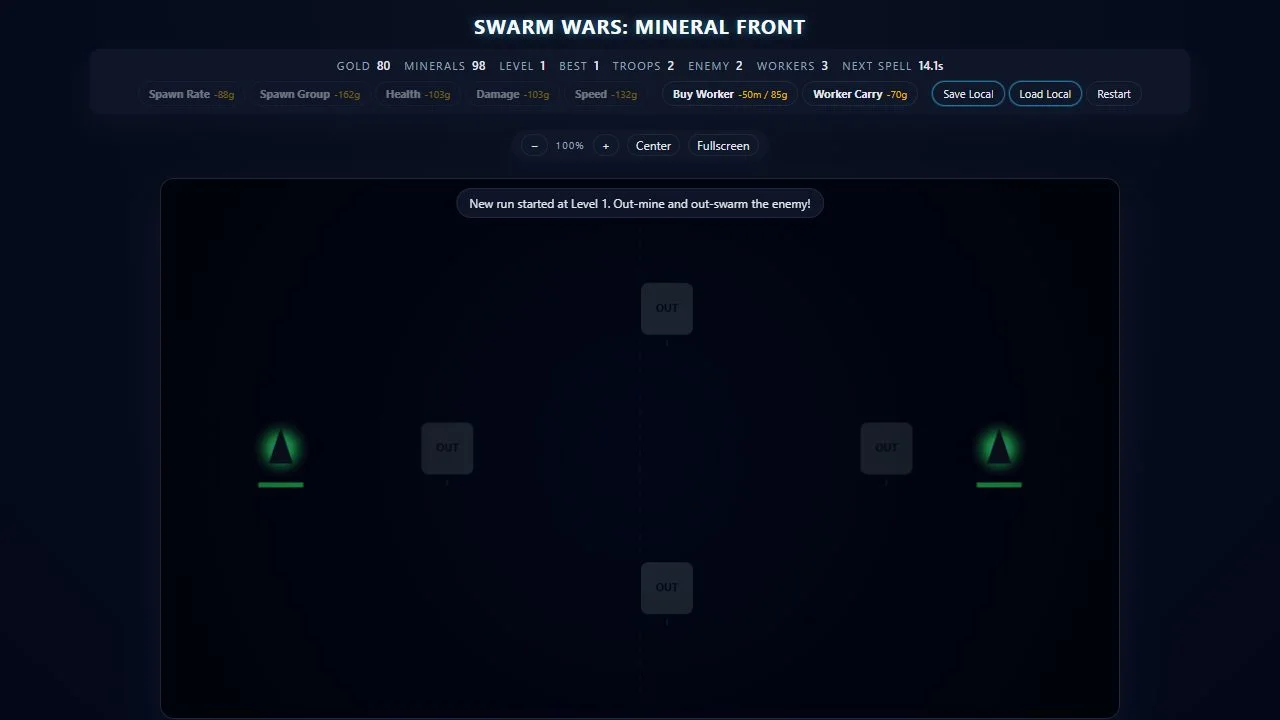 SWARM WARS: MINERAL FRONT
GOLD 80 MINERALS 98 LEVEL 1 BEST 1 TROOPS 2 ENEMY 2 WORKERS 3 NEXT SPELL 14.1s
Spawn Rate -88g Spawn Group -162g Health -103g Damage -103g Speed -132g Buy Worker -50m / 85g Worker Carry -70g Save Local Load Local Restart
− 100% + Center Fullscreen
New run started at Level 1. Out-mine and out-swarm the enemy!
OUT
OUT OUT
OUT